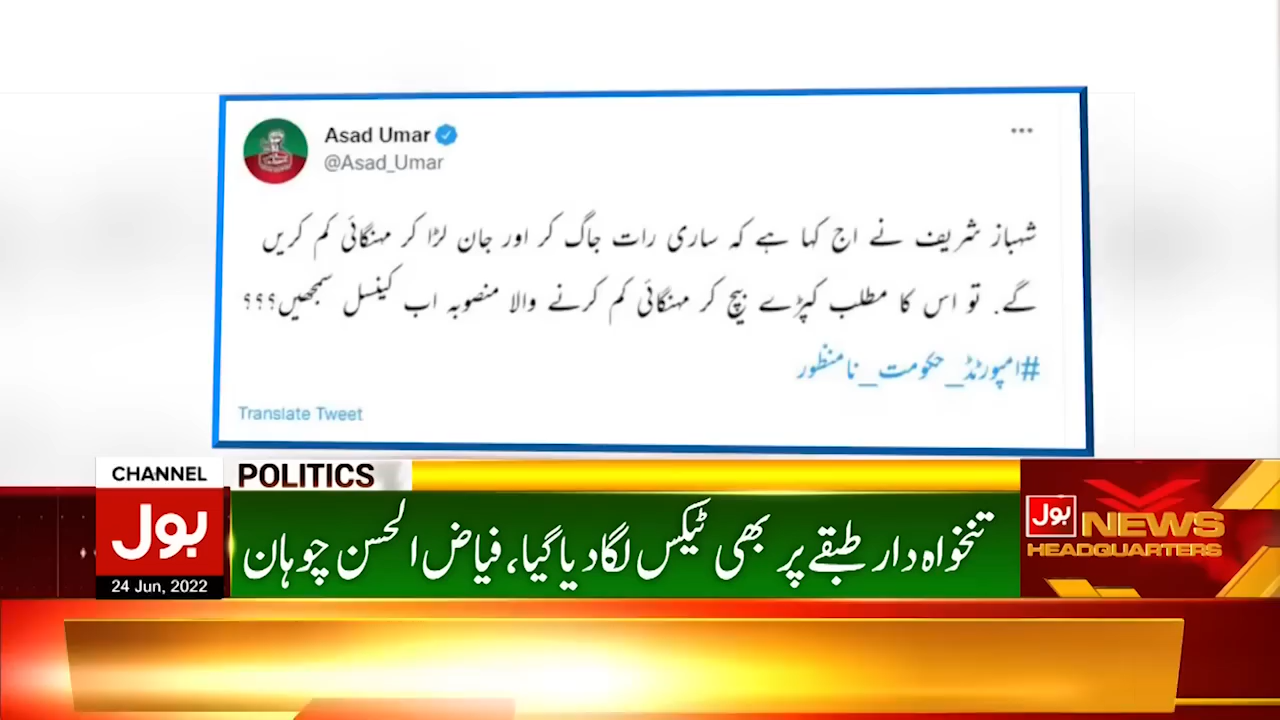 Asad Umar
@Asad_Umar
شہباز شریف نے اج کہا ہے کہ ساری رات جاگ کر اور جان لڑا کر مہنگائی کم کریں
گے. تو اس کا مطلب کپڑے بیچ کر مہنگائی کم کرنے والا منصوبہ اب کینسل سمجھیں؟؟؟
#امپورٹڈ_حکومت_نامنظور
Translate Tweet
CHANNEL
بول
24 Jun, 2022
POLITICS
تنخواہ دار طبقے پر بھی ٹیکس لگا دیا گیا، فیاض الحسن چوہان
بول NEWS
HEADQUARTERS